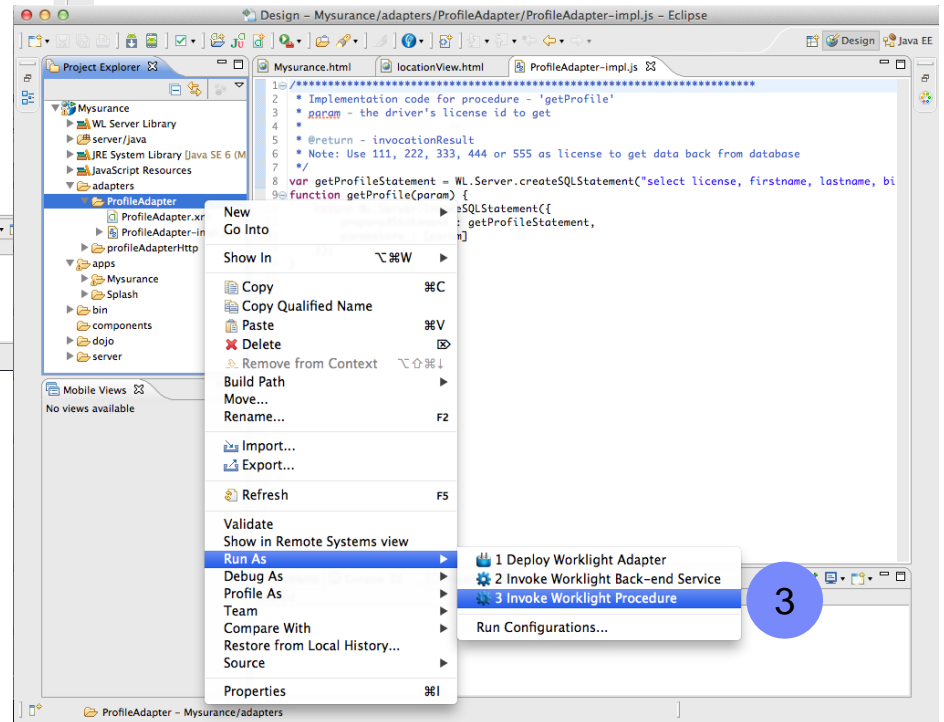 Design – Mysurance/adapters/ProfileAdapter/ProfileAdapter-impl.js – Eclipse
Design
Java EE
Project Explorer
Mysurance
WL Server Library
server/java
JRE System Library [Java SE 6 (M
JavaScript Resources
adapters
ProfileAdapter
ProfileAdapter.xm
ProfileAdapter-im
profileAdapterHttp
apps
Mysurance
Splash
bin
components
dojo
server
Mobile Views
No views available
Mysurance.html
locationView.html
ProfileAdapter-impl.js
1 /******************************************************************************
2 * Implementation code for procedure - 'getProfile'
3 * param - the driver's license id to get
4 *
5 * @return - invocationResult
6 * Note: Use 111, 222, 333, 444 or 555 as license to get data back from database
7 */
8 var getProfileStatement = WL.Server.createSQLStatement("select license, firstname, lastname, bi
9 function getProfile(param) {
eSQLStatement({
: getProfileStatement,
]
New
Go Into
Show In ⌥⌘W
Copy ⌘C
Copy Qualified Name
Paste ⌘V
Delete ⌦
Remove from Context ⌥⇧⌘↓
Build Path
Move...
Rename... F2
Import...
Export...
Refresh F5
Validate
Show in Remote Systems view
Run As
Debug As
Profile As
Team
Compare With
Restore from Local History...
Source
Properties ⌘I
1 Deploy Worklight Adapter
2 Invoke Worklight Back-end Service
3 Invoke Worklight Procedure
Run Configurations...
3
ProfileAdapter – Mysurance/adapters